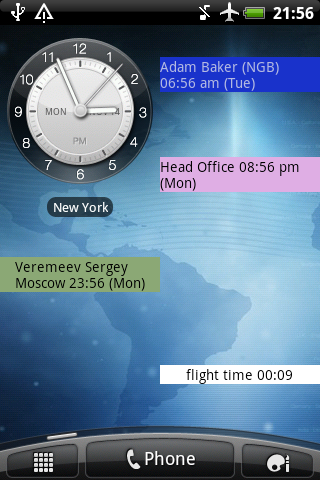 21:56
12
11
1
10
2
9
MON
3
8
4
PM
7
5
6
New York
Adam Baker (NGB)
06:56 am (Tue)
Head Office 08:56 pm
(Mon)
Veremeev Sergey
Moscow 23:56 (Mon)
flight time 00:09
Phone